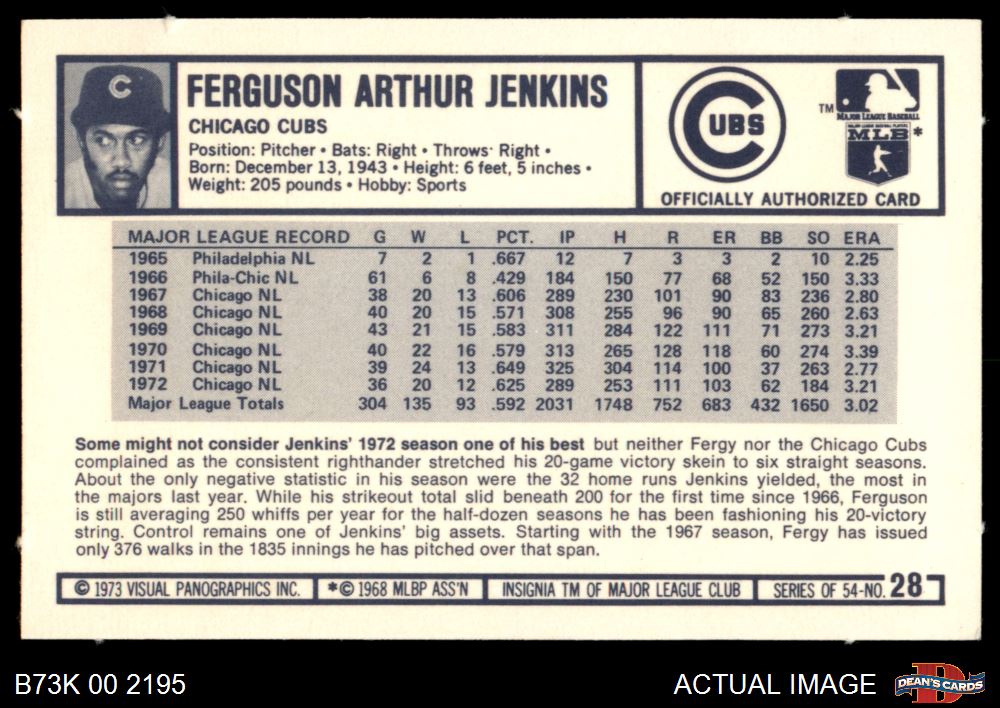 C
FERGUSON ARTHUR JENKINS
CHICAGO CUBS
Position: Pitcher • Bats: Right • Throws: Right •
Born: December 13, 1943 • Height: 6 feet, 5 inches •
Weight: 205 pounds • Hobby: Sports
CUBS
TM
MAJOR LEAGUE BASEBALL
MAJOR LEAGUE BASEBALL PLAYERS
MLB*
OFFICIALLY AUTHORIZED CARD
MAJOR LEAGUE RECORD G W L PCT. IP H R ER BB SO ERA
1965 Philadelphia NL 7 2 1 .667 12 7 3 3 2 10 2.25
1966 Phila-Chic NL 61 6 8 .429 184 150 77 68 52 150 3.33
1967 Chicago NL 38 20 13 .606 289 230 101 90 83 236 2.80
1968 Chicago NL 40 20 15 .571 308 255 96 90 65 260 2.63
1969 Chicago NL 43 21 15 .583 311 284 122 111 71 273 3.21
1970 Chicago NL 40 22 16 .579 313 265 128 118 60 274 3.39
1971 Chicago NL 39 24 13 .649 325 304 114 100 37 263 2.77
1972 Chicago NL 36 20 12 .625 289 253 111 103 62 184 3.21
Major League Totals 304 135 93 .592 2031 1748 752 683 432 1650 3.02
Some might not consider Jenkins' 1972 season one of his best but neither Fergy nor the Chicago Cubs
complained as the consistent righthander stretched his 20-game victory skein to six straight seasons.
About the only negative statistic in his season were the 32 home runs Jenkins yielded, the most in
the majors last year. While his strikeout total slid beneath 200 for the first time since 1966, Ferguson
is still averaging 250 whiffs per year for the half-dozen seasons he has been fashioning his 20-victory
string. Control remains one of Jenkins' big assets. Starting with the 1967 season, Fergy has issued
only 376 walks in the 1835 innings he has pitched over that span.
© 1973 VISUAL PANOGRAPHICS INC. *© 1968 MLBP ASS'N INSIGNIA TM OF MAJOR LEAGUE CLUB SERIES OF 54-NO. 28
B73K 00 2195
ACTUAL IMAGE
DEAN'S CARDS